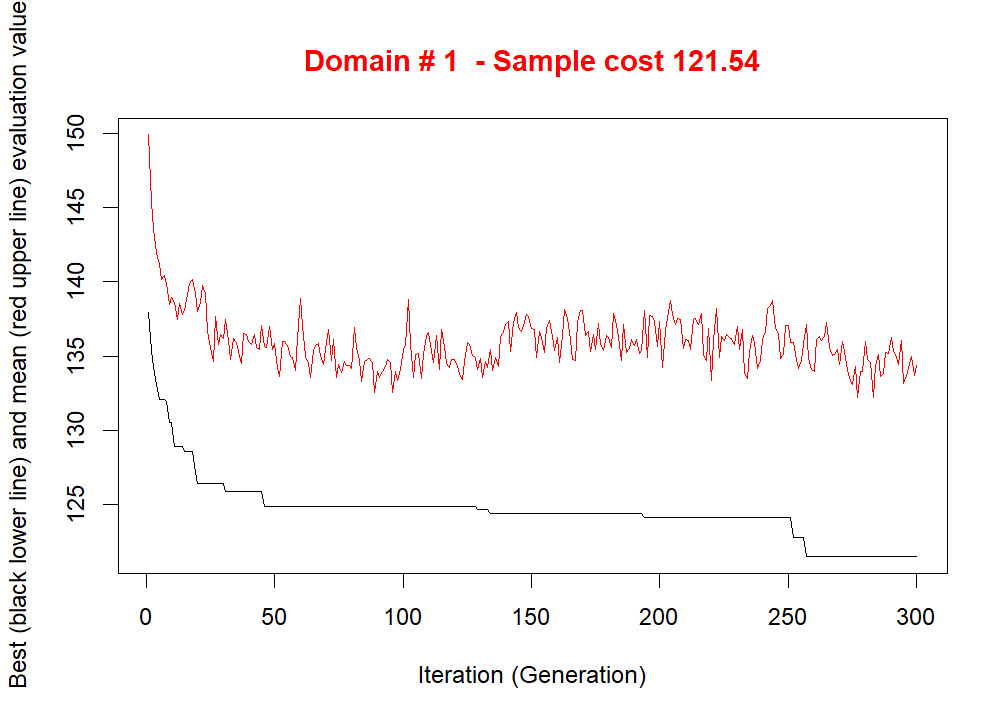 Domain # 1  - Sample cost 121.54
Best (black lower line) and mean (red upper line) evaluation value
150
145
140
135
130
125
0 50 100 150 200 250 300
Iteration (Generation)